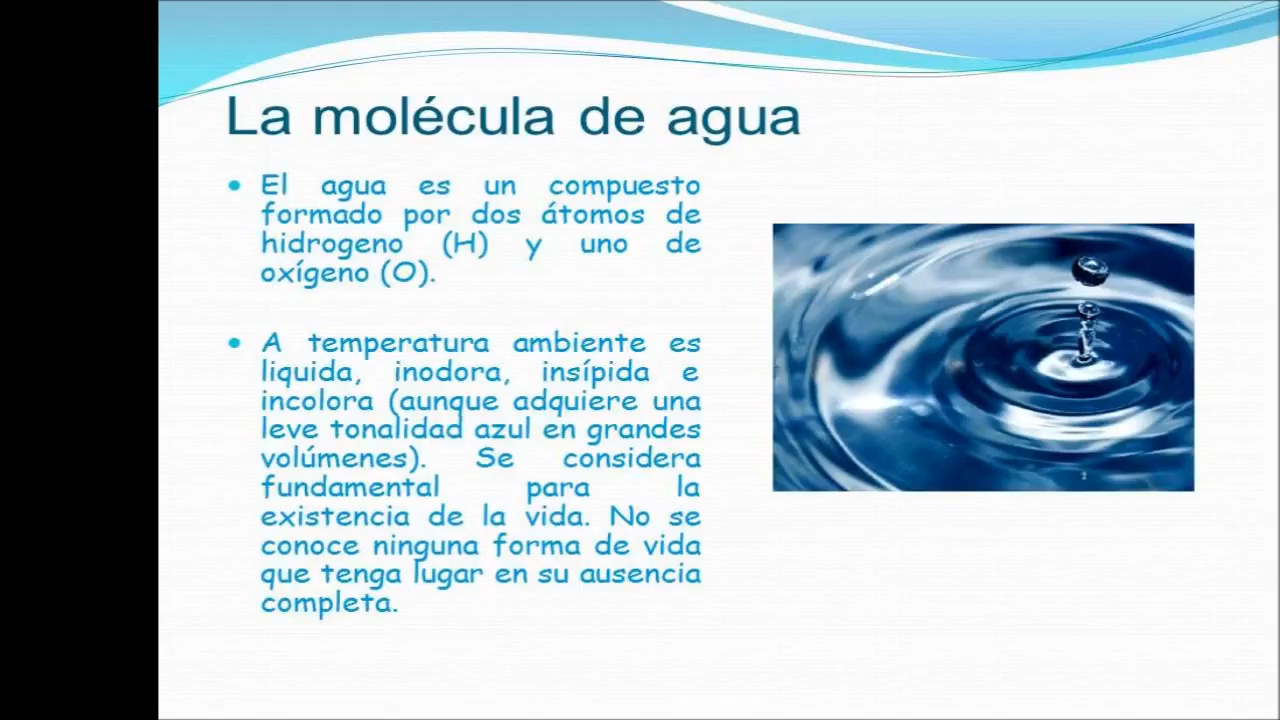 La molécula de agua
El agua es un compuesto
formado por dos átomos de
hidrogeno (H) y uno de
oxígeno (O).
A temperatura ambiente es
liquida, inodora, insípida e
incolora (aunque adquiere una
leve tonalidad azul en grandes
volúmenes). Se considera
fundamental para la
existencia de la vida. No se
conoce ninguna forma de vida
que tenga lugar en su ausencia
completa.